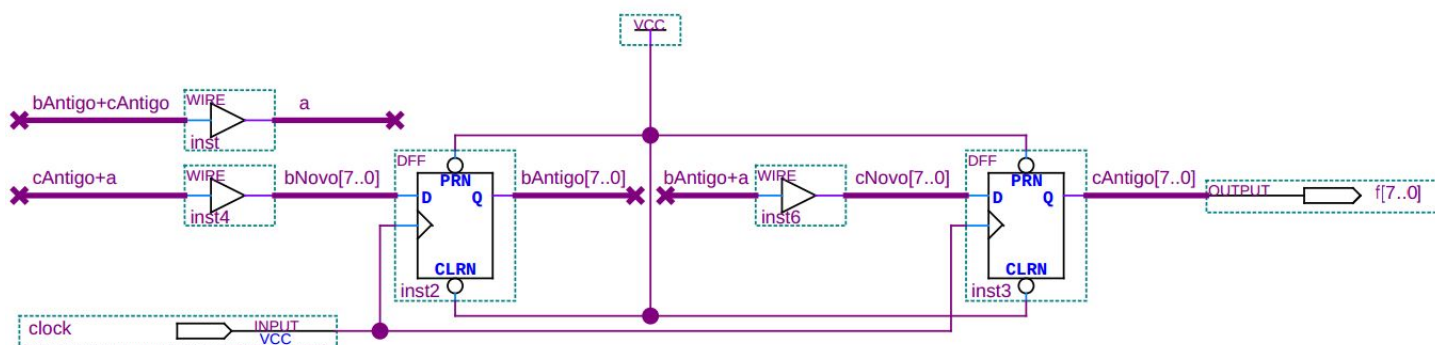 VCC
bAntigo+cAntigo
WIRE
a
inst
cAntigo+a
WIRE
bNovo[7..0]
inst4
DFF
PRN
D
Q
CLRN
inst2
bAntigo[7..0]
bAntigo+a
WIRE
cNovo[7..0]
inst6
DFF
PRN
D
Q
CLRN
inst3
cAntigo[7..0]
OUTPUT
f[7..0]
clock
INPUT
VCC